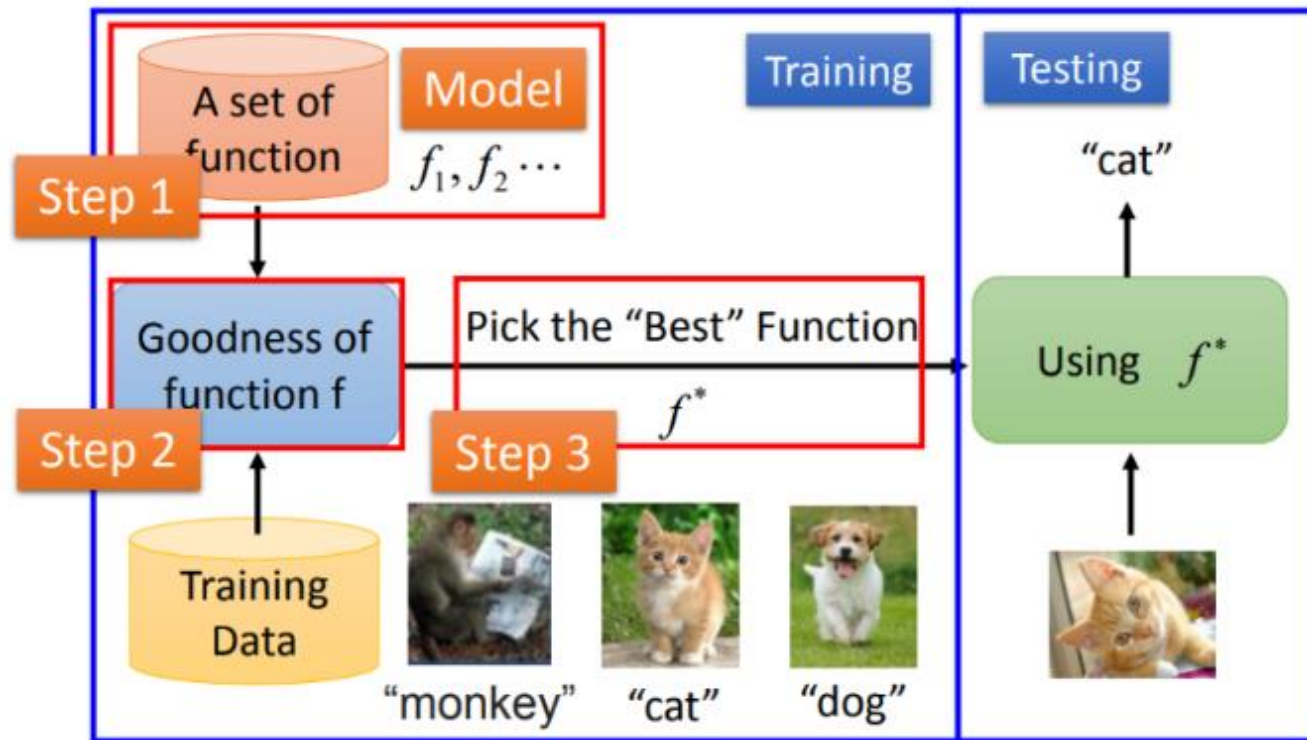 A set of
function
Model
f₁, f₂ ⋯
Step 1
Training
Testing
"cat"
Goodness of
function f
Step 2
Pick the "Best" Function
f*
Step 3
Using f*
Training
Data
"monkey"
"cat"
"dog"